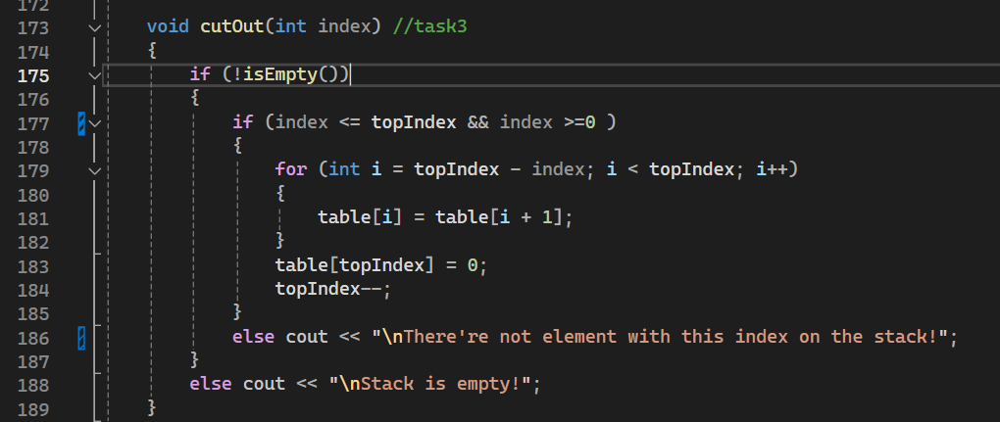 172
173 void cutOut(int index) //task3
174 {
175 if (!isEmpty())
176 {
177 if (index <= topIndex && index >=0 )
178 {
179 for (int i = topIndex - index; i < topIndex; i++)
180 {
181 table[i] = table[i + 1];
182 }
183 table[topIndex] = 0;
184 topIndex--;
185 }
186 else cout << "\nThere're not element with this index on the stack!";
187 }
188 else cout << "\nStack is empty!";
189 }